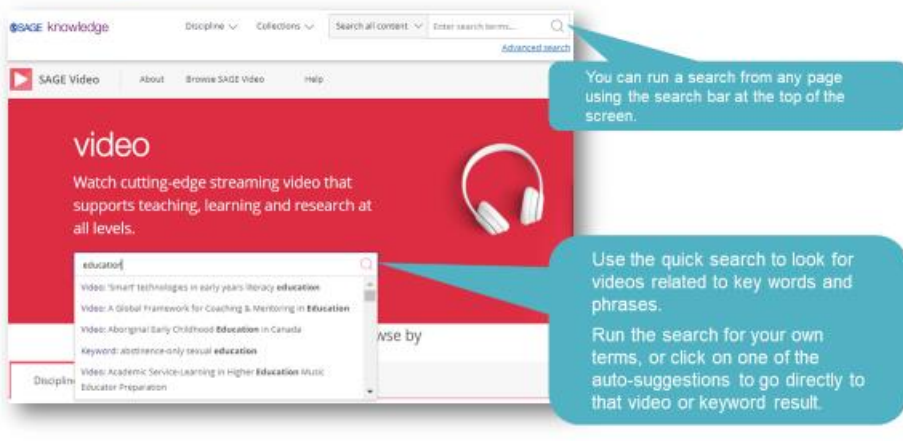 SAGE knowledge
Discipline
Collections
Search all content
Enter search terms...
Advanced search
SAGE Video
About
Browse SAGE Video
Help
You can run a search from any page
using the search bar at the top of the
screen.
video
Watch cutting-edge streaming video that
supports teaching, learning and research at
all levels.
education
Video: 'Smart' technologies in early years literacy education
Video: A Global Framework for Coaching & Mentoring in Education
Video: Aboriginal Early Childhood Education in Canada
Keyword: abstinence-only sexual education
Video: Academic Service-Learning in Higher Education Music
Educator Preparation
wse by
Disciplin
Use the quick search to look for
videos related to key words and
phrases.
Run the search for your own
terms, or click on one of the
auto-suggestions to go directly to
that video or keyword result.